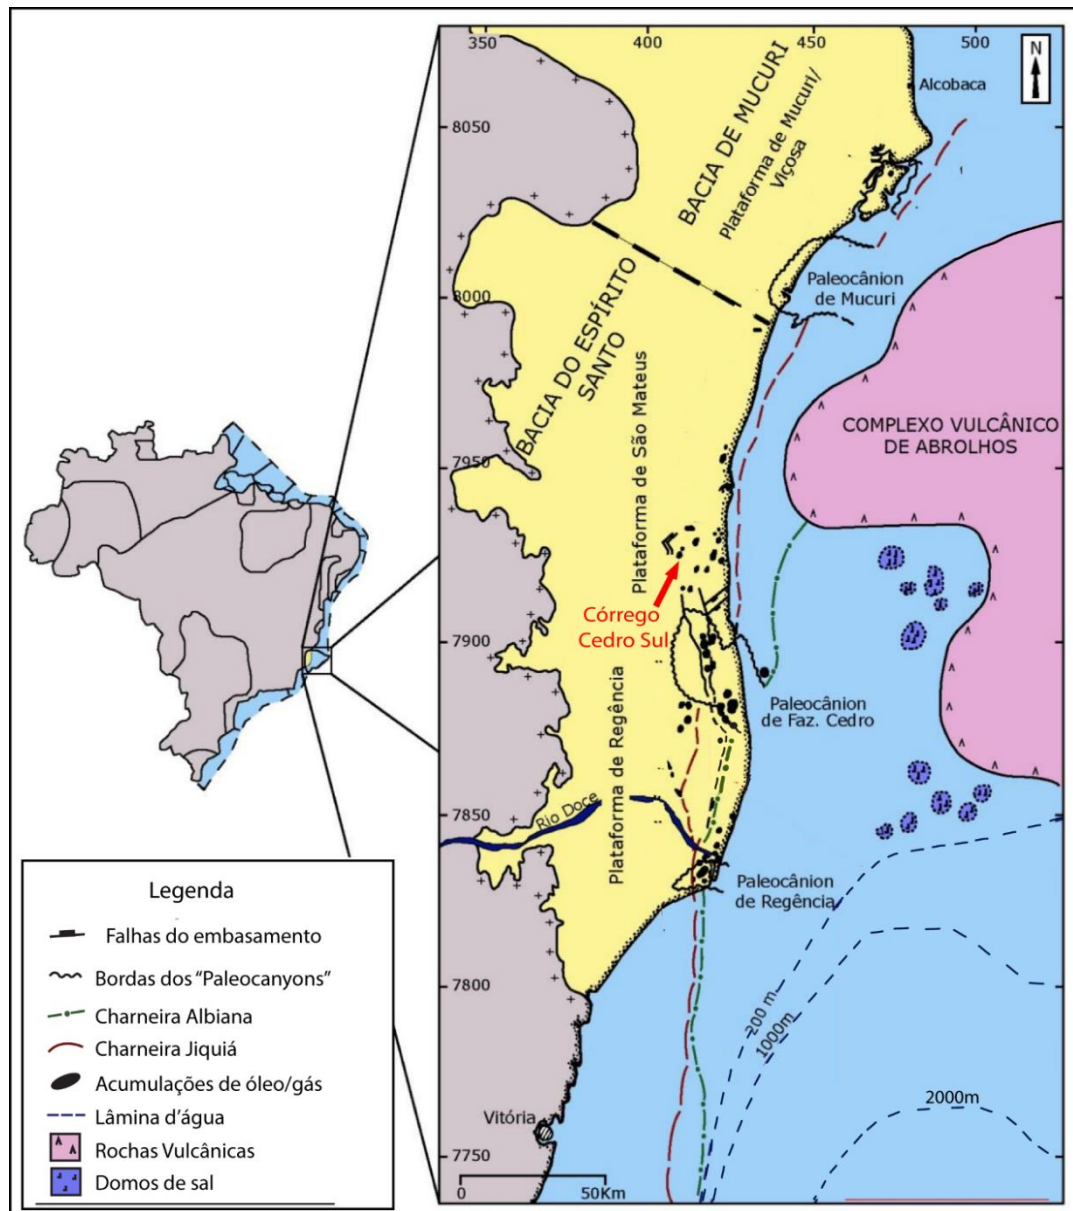 350
400
450
500
N
Alcobaca
8050
BACIA DE MUCURI
Plataforma de Mucuri/
Viçosa
Paleocânion
de Mucuri
8000
BACIA DO ESPÍRITO
SANTO
Plataforma de São Mateus
COMPLEXO VULCÂNICO
DE ABROLHOS
7950
Córrego
Cedro Sul
7900
Paleocânion
de Faz. Cedro
Plataforma de Regência
7850
Rio Doce
Paleocânion
de Regência
7800
200 m.
1000m
2000m
Vitória
7750
0
50Km
Legenda
Falhas do embasamento
Bordas dos “Paleocanyons”
Charneira Albiana
Charneira Jiquiá
Acumulações de óleo/gás
Lâmina d’água
Rochas Vulcânicas
Domos de sal